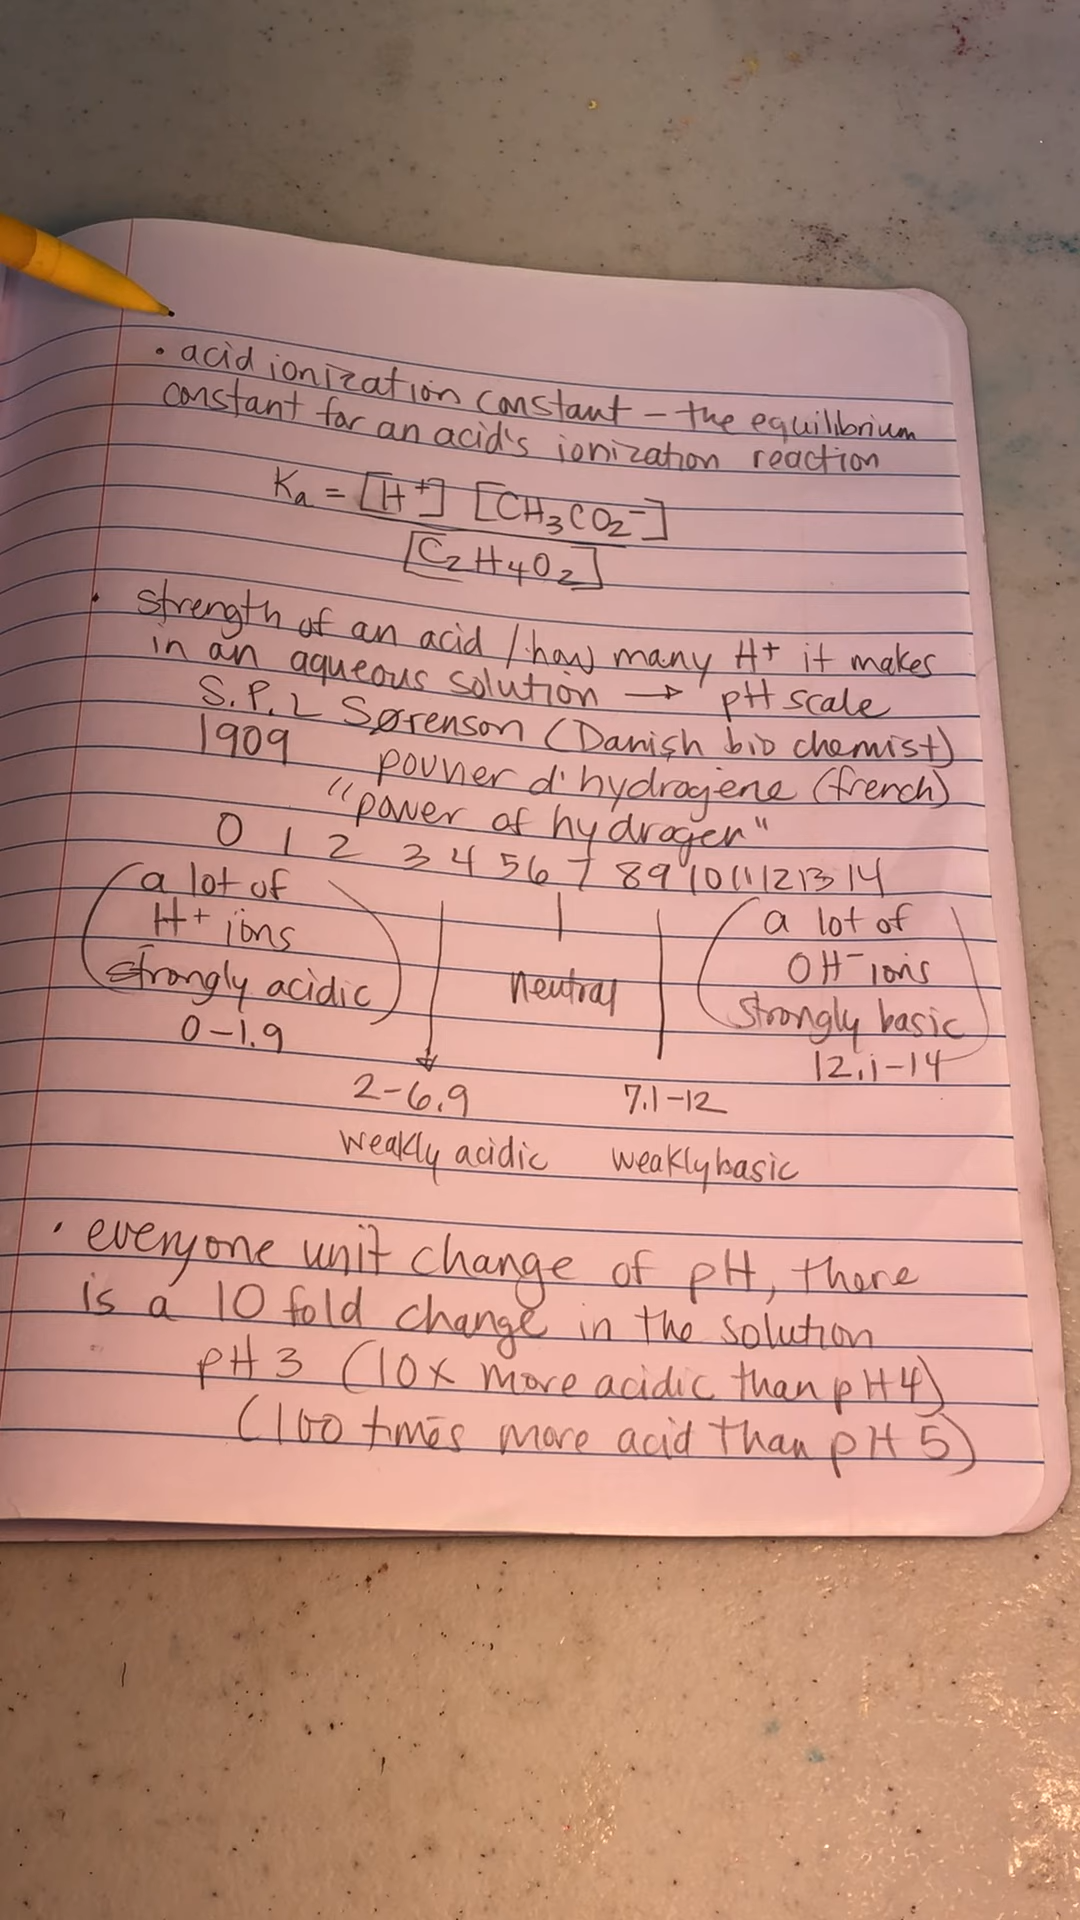 • acid ionization constant – the equilibrium
constant for an acid's ionization reaction
Ka = [H⁺] [CH₃CO₂⁻]
[C₂H₄O₂]
• strength of an acid / how many H⁺ it makes
in an aqueous solution → pH scale
S.P.L Sørenson (Danish bio chemist)
1909 pouner d'hydrogène (french)
"power of hydrogen"
0 1 2 3 4 5 6 7 8 9 10 11 12 13 14
a lot of
H⁺ ions
strongly acidic
0–1.9
neutral
a lot of
OH⁻ ions
strongly basic
12.1–14
2–6.9
weakly acidic
7.1–12
weakly basic
• everyone unit change of pH, there
is a 10 fold change in the solution
pH 3 (10x more acidic than pH4)
(100 times more acid than pH 5)